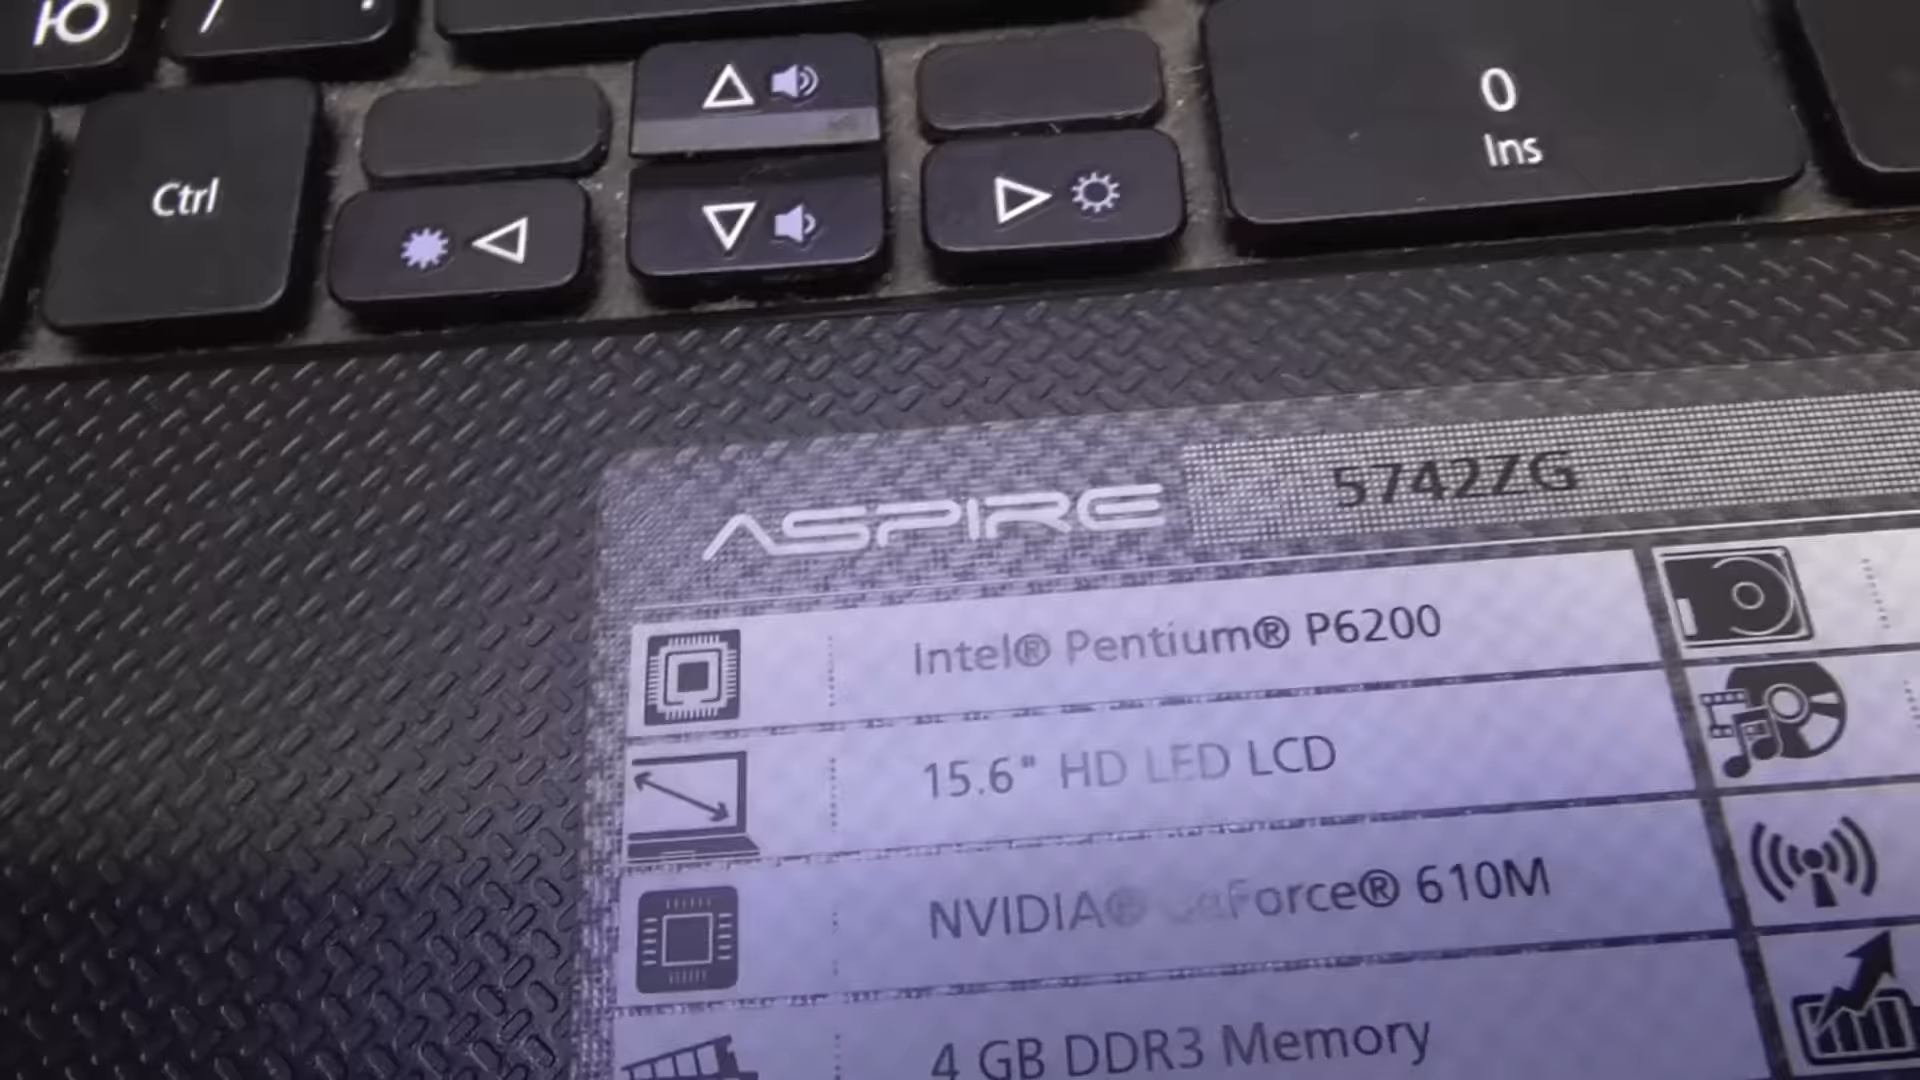 Ю /
Ctrl
0
Ins
ASPIRE 5742ZG
Intel® Pentium® P6200
15.6" HD LED LCD
NVIDIA® GeForce® 610M
4 GB DDR3 Memory